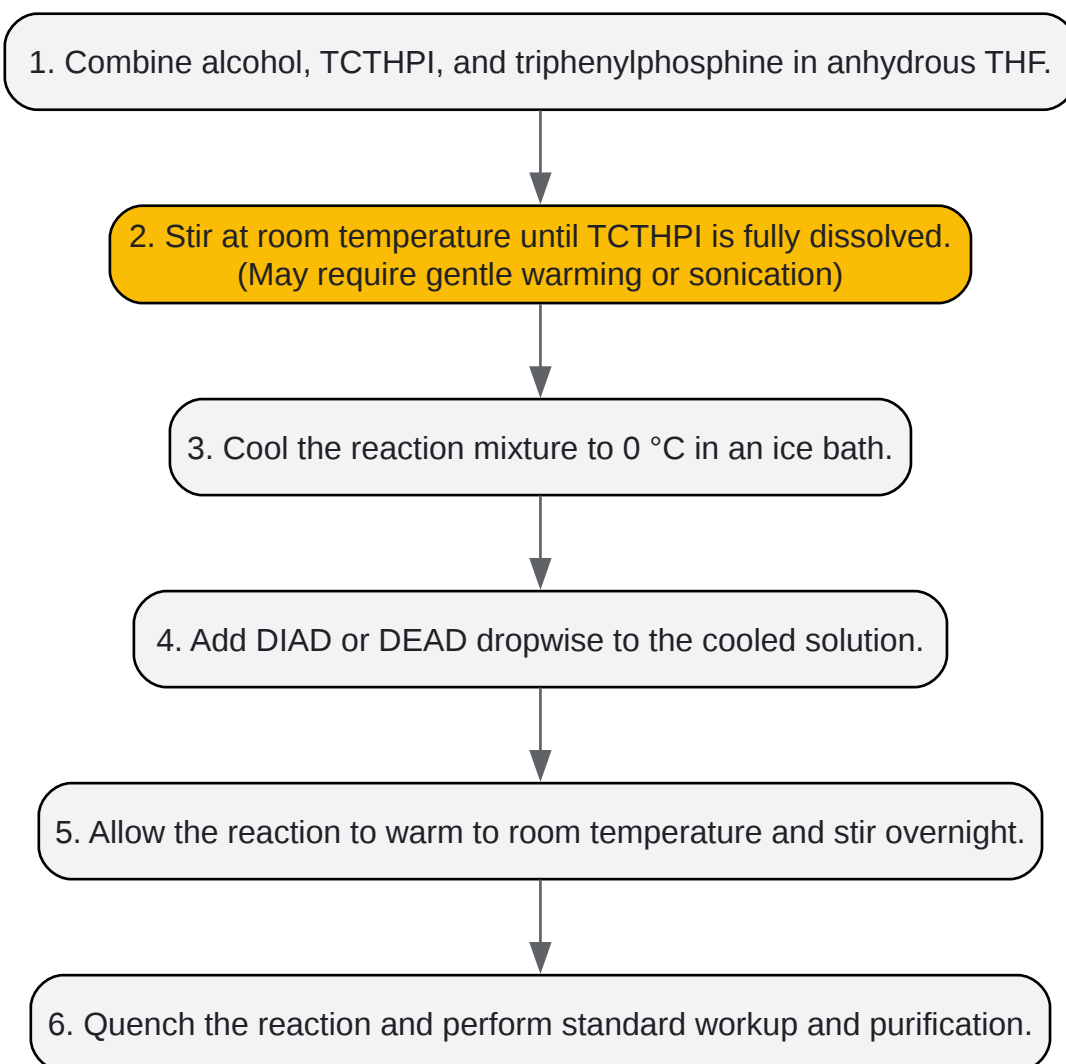 1. Combine alcohol, TCTHPI, and triphenylphosphine in anhydrous THF.
2. Stir at room temperature until TCTHPI is fully dissolved.
(May require gentle warming or sonication)
3. Cool the reaction mixture to 0 °C in an ice bath.
4. Add DIAD or DEAD dropwise to the cooled solution.
5. Allow the reaction to warm to room temperature and stir overnight.
6. Quench the reaction and perform standard workup and purification.